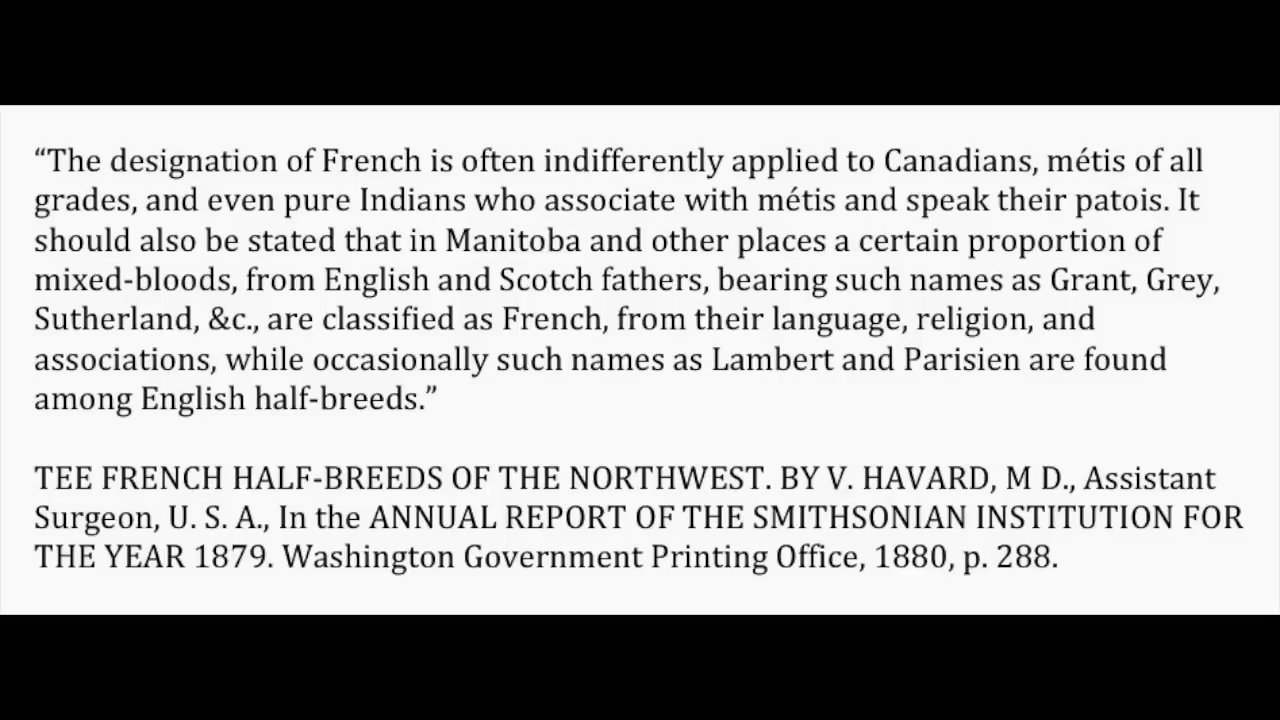 “The designation of French is often indifferently applied to Canadians, métis of all
grades, and even pure Indians who associate with métis and speak their patois. It
should also be stated that in Manitoba and other places a certain proportion of
mixed-bloods, from English and Scotch fathers, bearing such names as Grant, Grey,
Sutherland, &c., are classified as French, from their language, religion, and
associations, while occasionally such names as Lambert and Parisien are found
among English half-breeds.”
TEE FRENCH HALF-BREEDS OF THE NORTHWEST. BY V. HAVARD, M D., Assistant
Surgeon, U. S. A., In the ANNUAL REPORT OF THE SMITHSONIAN INSTITUTION FOR
THE YEAR 1879. Washington Government Printing Office, 1880, p. 288.